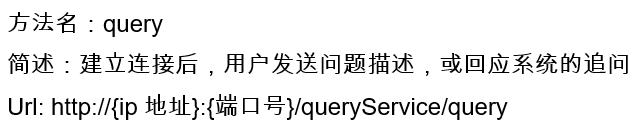 方法名：query
简述：建立连接后，用户发送问题描述，或回应系统的追问
Url: http://{ip 地址}:{端口号}/queryService/query